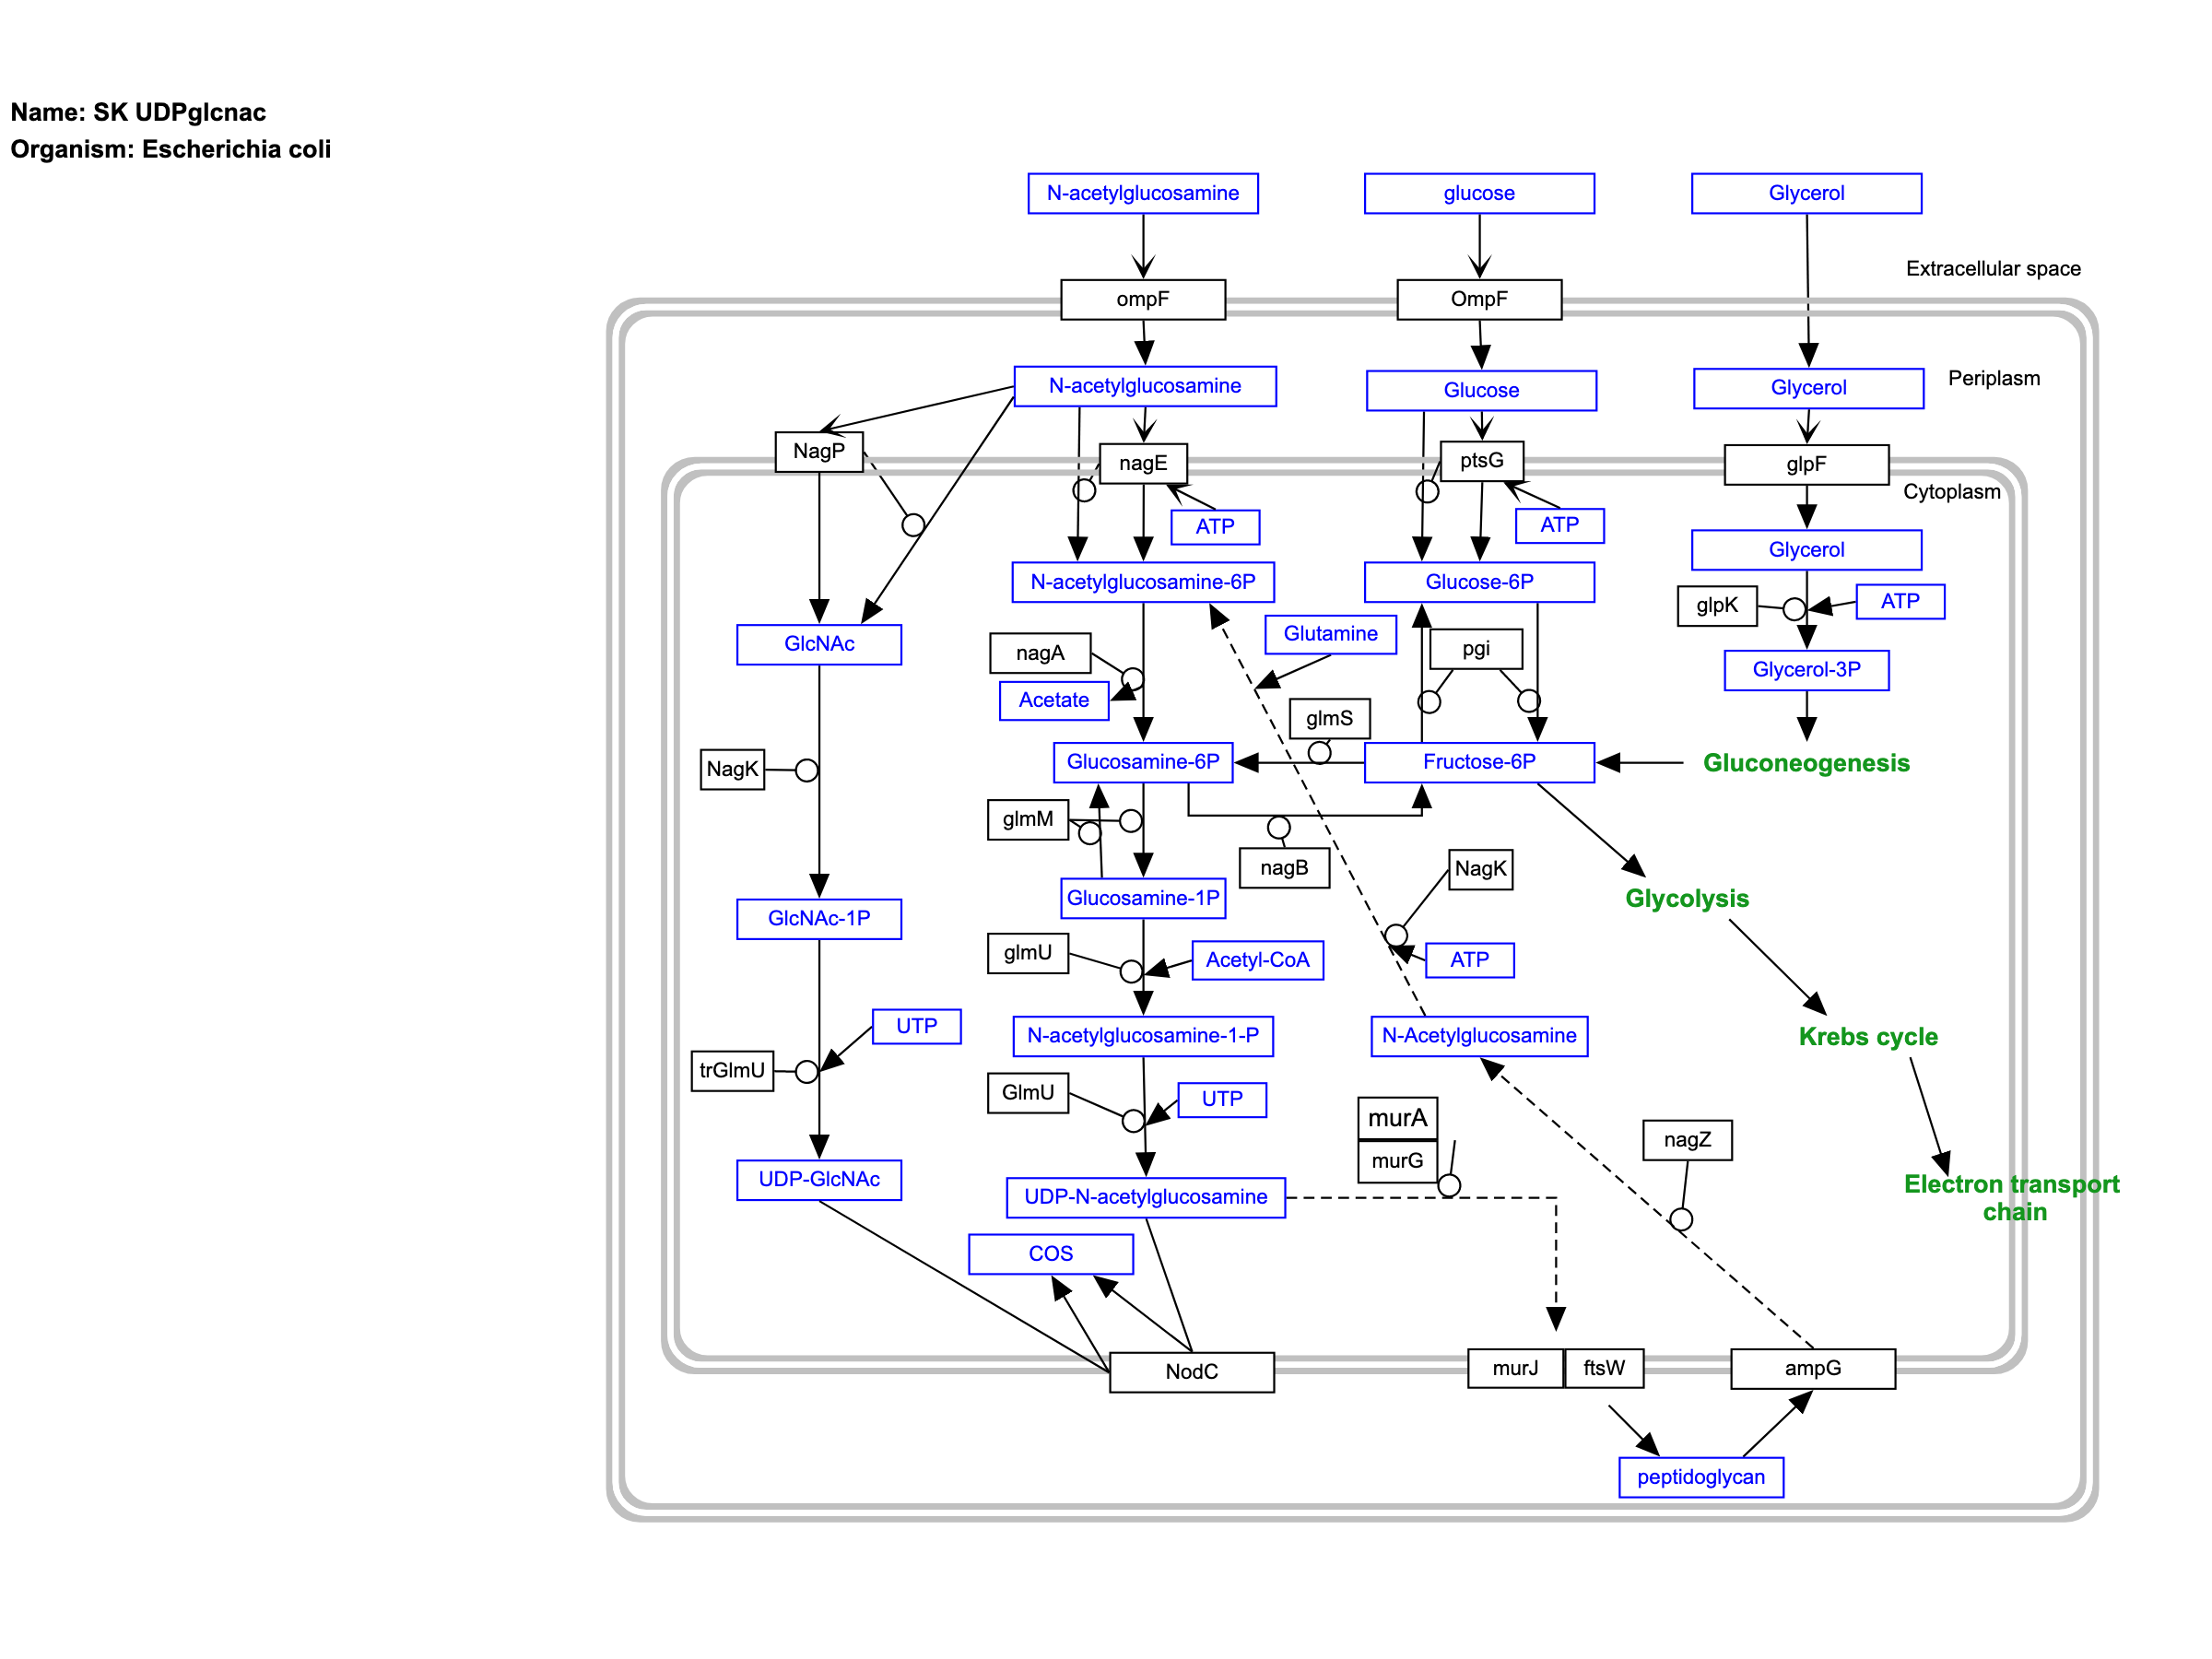 Name: SK UDPglcnac
Organism: Escherichia coli
N-acetylglucosamine
glucose
Glycerol
Extracellular space
ompF
OmpF
Periplasm
N-acetylglucosamine
Glucose
Glycerol
NagP
nagE
ptsG
glpF
Cytoplasm
ATP
ATP
Glycerol
N-acetylglucosamine-6P
Glucose-6P
glpK
ATP
GlcNAc
nagA
Glutamine
pgi
Glycerol-3P
Acetate
glmS
NagK
Glucosamine-6P
Fructose-6P
Gluconeogenesis
glmM
nagB
NagK
Glucosamine-1P
Glycolysis
GlcNAc-1P
glmU
Acetyl-CoA
ATP
UTP
N-acetylglucosamine-1-P
N-Acetylglucosamine
Krebs cycle
trGlmU
GlmU
UTP
murA
murG
nagZ
UDP-GlcNAc
UDP-N-acetylglucosamine
Electron transport
chain
COS
NodC
murJ
ftsW
ampG
peptidoglycan